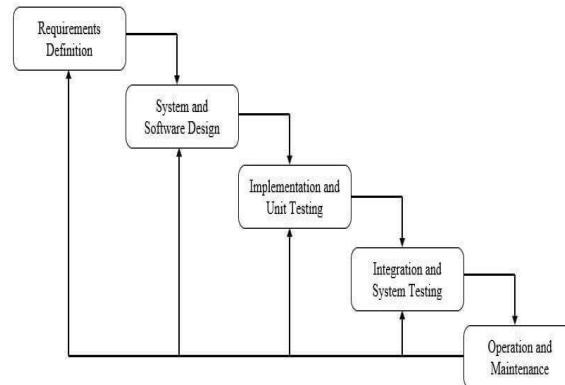 Requirements
Definition
System and
Software Design
Implementation and
Unit Testing
Integration and
System Testing
Operation and
Maintenance